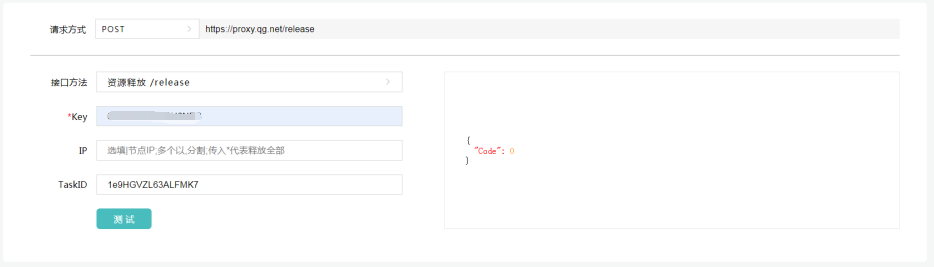 请求方式 POST https://proxy.qg.net/release
接口方法 资源释放 /release
*Key
IP 选填|节点IP;多个以,分割;传入*代表释放全部
TaskID 1e9HGVZL63ALFMK7
测试
{
"Code": 0
}